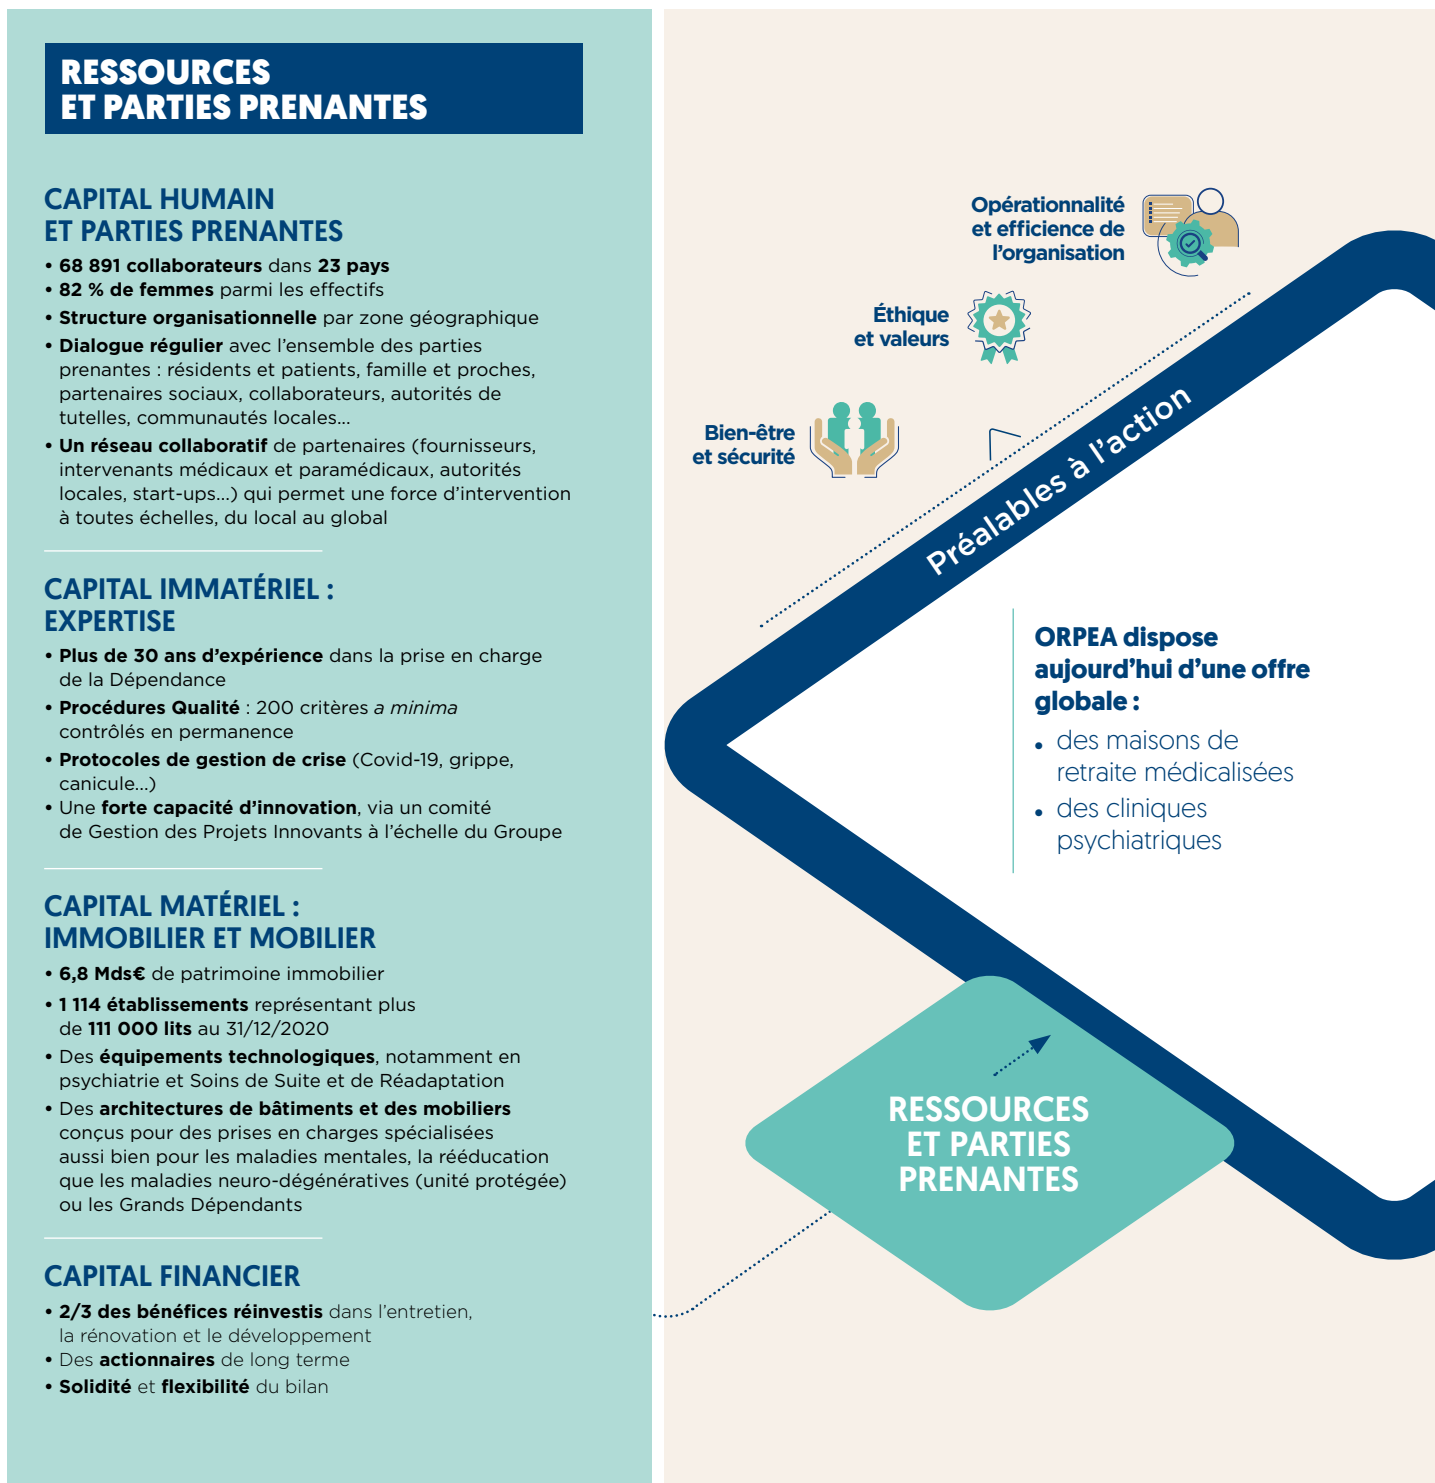 RESSOURCES
ET PARTIES PRENANTES
CAPITAL HUMAIN
ET PARTIES PRENANTES
• 68 891 collaborateurs dans 23 pays
• 82 % de femmes parmi les effectifs
• Structure organisationnelle par zone géographique
• Dialogue régulier avec l’ensemble des parties
prenantes : résidents et patients, famille et proches,
partenaires sociaux, collaborateurs, autorités de
tutelles, communautés locales...
• Un réseau collaboratif de partenaires (fournisseurs,
intervenants médicaux et paramédicaux, autorités
locales, start-ups...) qui permet une force d’intervention
à toutes échelles, du local au global
CAPITAL IMMATÉRIEL :
EXPERTISE
• Plus de 30 ans d’expérience dans la prise en charge
de la Dépendance
• Procédures Qualité : 200 critères a minima
contrôlés en permanence
• Protocoles de gestion de crise (Covid-19, grippe,
canicule...)
• Une forte capacité d’innovation, via un comité
de Gestion des Projets Innovants à l’échelle du Groupe
CAPITAL MATÉRIEL :
IMMOBILIER ET MOBILIER
• 6,8 Mds€ de patrimoine immobilier
• 1 114 établissements représentant plus
de 111 000 lits au 31/12/2020
• Des équipements technologiques, notamment en
psychiatrie et Soins de Suite et de Réadaptation
• Des architectures de bâtiments et des mobiliers
conçus pour des prises en charges spécialisées
aussi bien pour les maladies mentales, la rééducation
que les maladies neuro-dégénératives (unité protégée)
ou les Grands Dépendants
CAPITAL FINANCIER
• 2/3 des bénéfices réinvestis dans l’entretien,
la rénovation et le développement
• Des actionnaires de long terme
• Solidité et flexibilité du bilan
Opérationnalité
et efficience de
l’organisation
Éthique
et valeurs
Bien-être
et sécurité
Préalables à l’action
ORPEA dispose
aujourd’hui d’une offre
globale :
• des maisons de
retraite médicalisées
• des cliniques
psychiatriques
RESSOURCES
ET PARTIES
PRENANTES